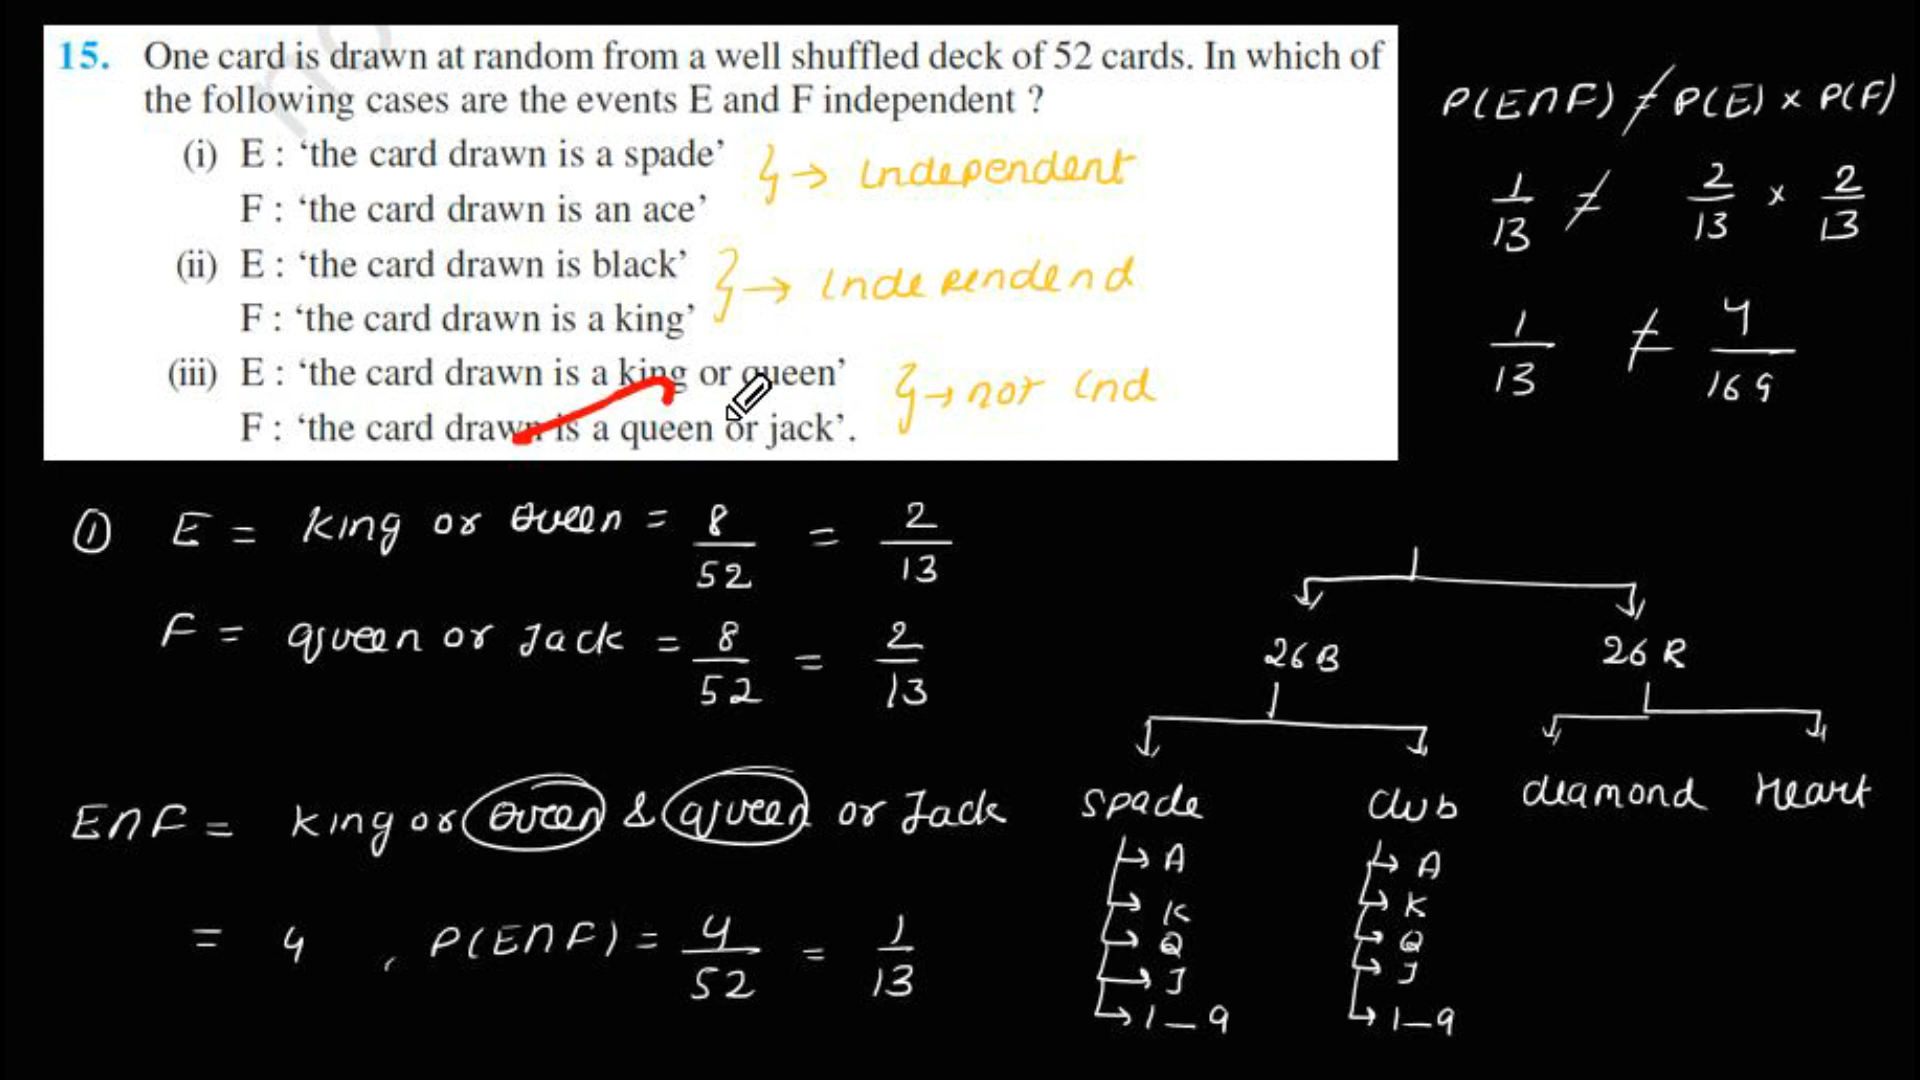 15. One card is drawn at random from a well shuffled deck of 52 cards. In which of
the following cases are the events E and F independent ?
(i) E : ‘the card drawn is a spade’
F : ‘the card drawn is an ace’
→ Independent
(ii) E : ‘the card drawn is black’
F : ‘the card drawn is a king’
→ Independend
(iii) E : ‘the card drawn is a king or queen’
F : ‘the card drawn is a queen or jack’.
→ not ind
P(E∩F) ≠ P(E) × P(F)
1/13 ≠ 2/13 × 2/13
1/13 ≠ 4/169
① E = king or Queen = 8/52 = 2/13
F = queen or Jack = 8/52 = 2/13
E∩F = king or Queen & queen or Jack
= 4 , P(E∩F) = 4/52 = 1/13
26 B 26 R
spade club diamond Heart
A A
K K
Q Q
J J
1–9 1–9